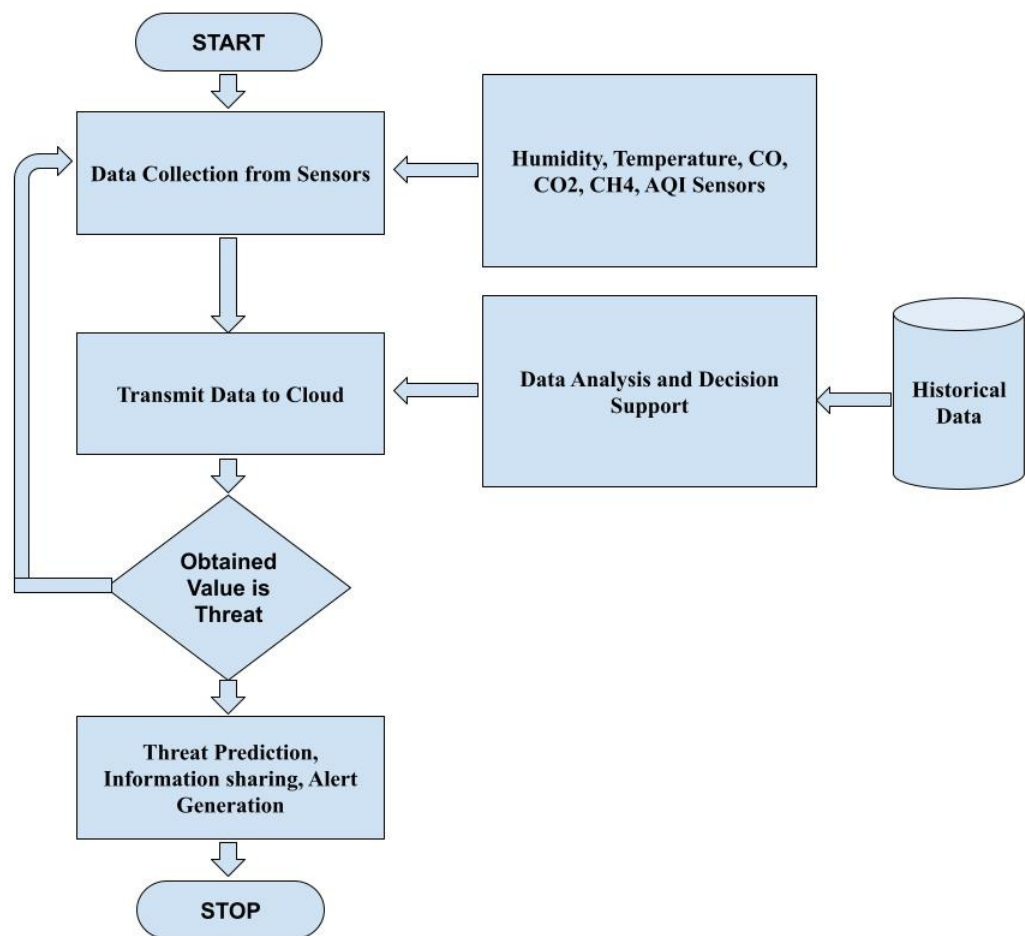 START
Data Collection from Sensors
Humidity, Temperature, CO,
CO2, CH4, AQI Sensors
Transmit Data to Cloud
Data Analysis and Decision
Support
Historical
Data
Obtained
Value is
Threat
Threat Prediction,
Information sharing, Alert
Generation
STOP